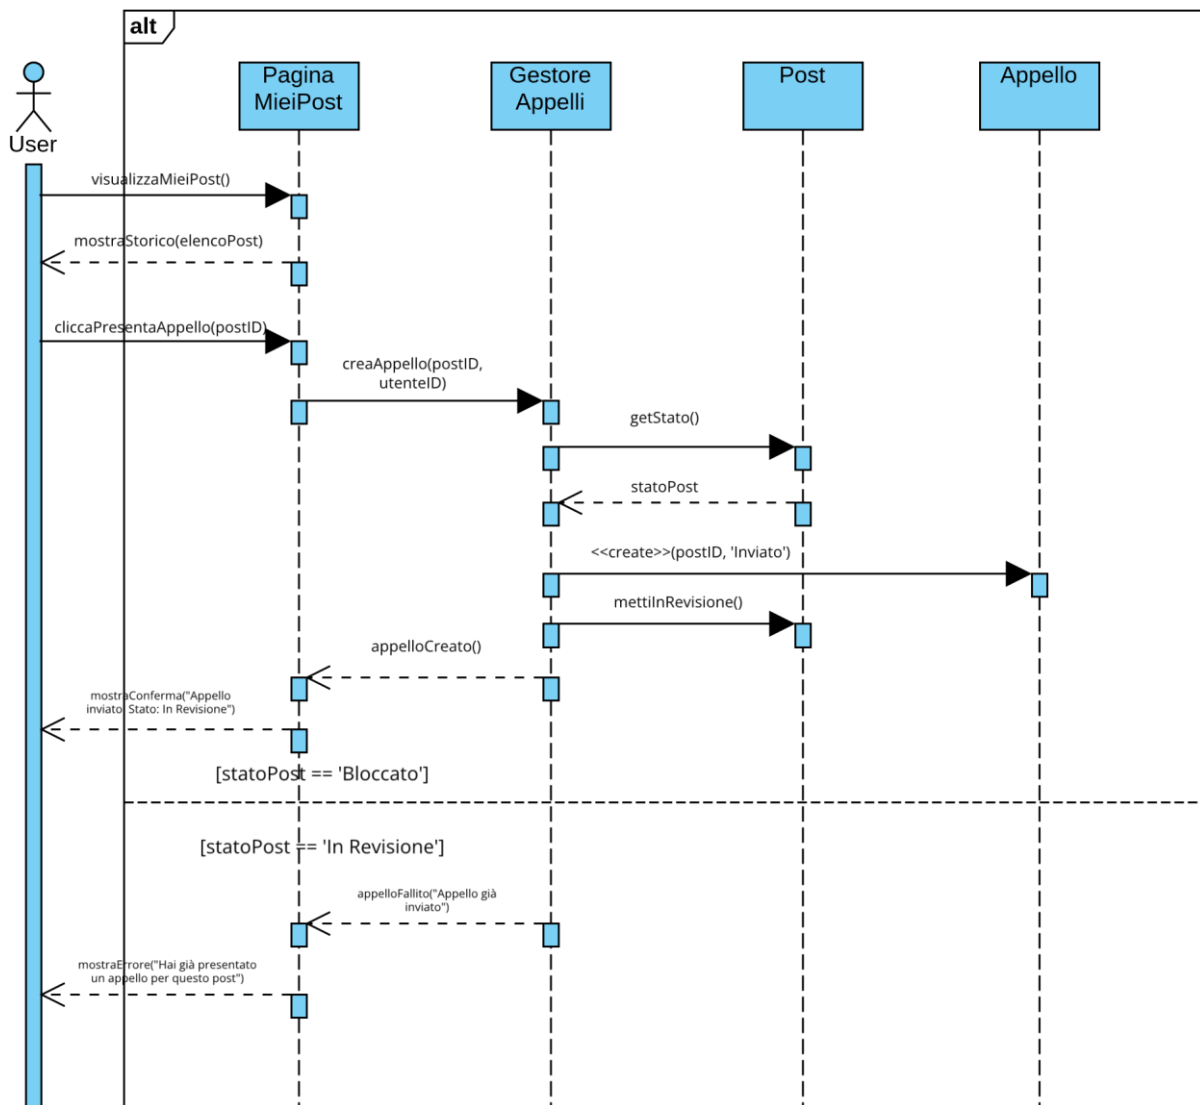 alt
Pagina
MieiPost
Gestore
Appelli
Post
Appello
User
visualizzaMieiPost()
mostraStorico(elencoPost)
cliccaPresentaAppello(postID)
creaAppello(postID,
utenteID)
getStato()
statoPost
<<create>>(postID, 'Inviato')
mettiInRevisione()
appelloCreato()
mostraConferma("Appello
inviato. Stato: In Revisione")
[statoPost == 'Bloccato']
[statoPost == 'In Revisione']
appelloFallito("Appello già
inviato")
mostraErrore("Hai già presentato
un appello per questo post")